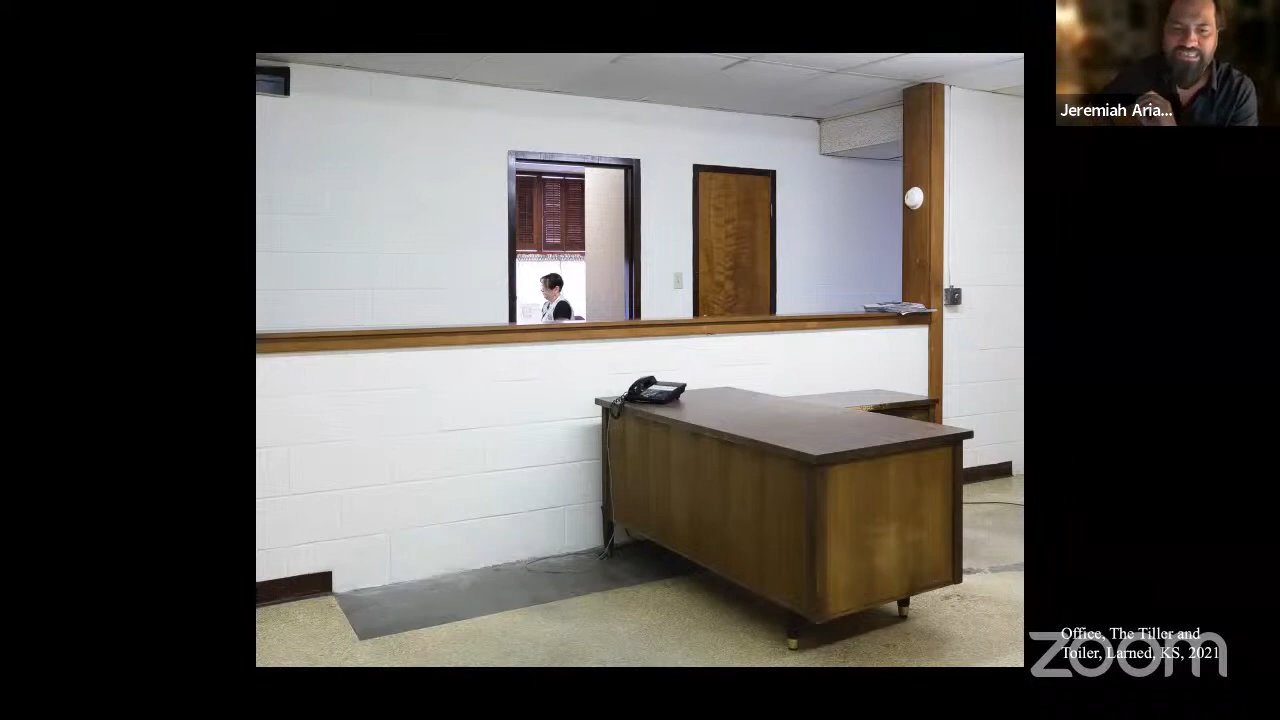 Jeremiah Aria...
Office, The Tiller and
Toiler, Larned, KS, 2021
zoom